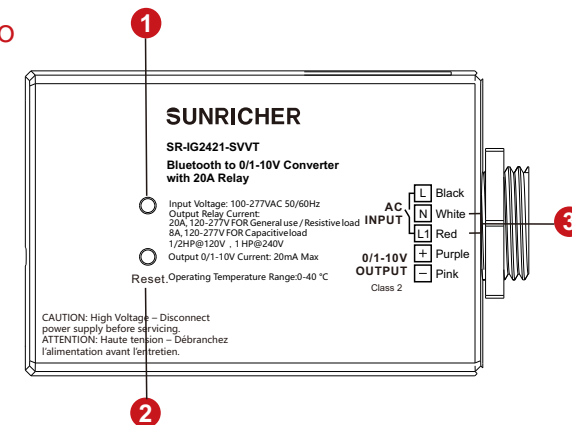 o
1
SUNRICHER
SR-IG2421-SVVT
Bluetooth to 0/1-10V Converter
with 20A Relay
Input Voltage: 100-277VAC 50/60Hz
Output Relay Current:
20A, 120-277V FOR General use / Resistive load
8A, 120-277V FOR Capacitive load
1/2HP@120V , 1 HP@240V
Output 0/1-10V Current: 20mA Max
Reset.
Operating Temperature Range:0-40 °C
CAUTION: High Voltage – Disconnect
power supply before servicing.
ATTENTION: Haute tension – Débranchez
l'alimentation avant l'entretien.
AC
INPUT
L Black
N White
L1 Red
0/1-10V
OUTPUT
Class 2
+ Purple
– Pink
3
2